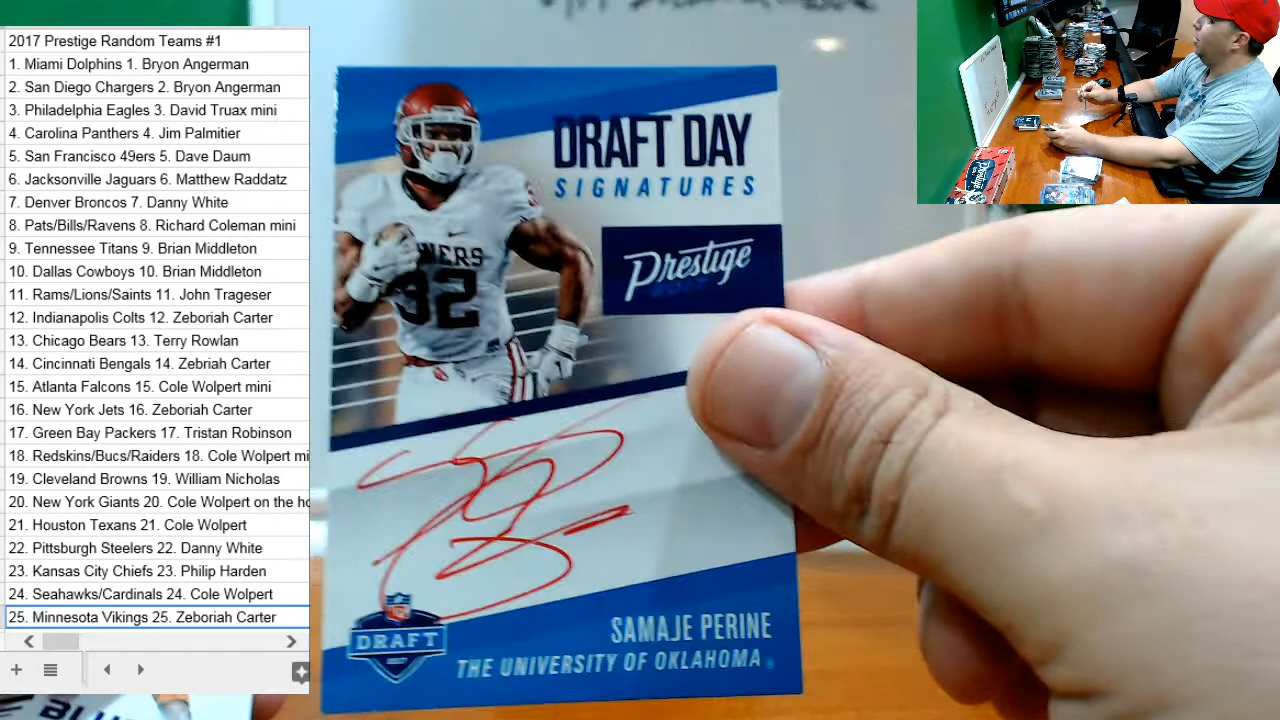 2017 Prestige Random Teams #1
1. Miami Dolphins 1. Bryon Angerman
2. San Diego Chargers 2. Bryon Angerman
3. Philadelphia Eagles 3. David Truax mini
4. Carolina Panthers 4. Jim Palmitier
5. San Francisco 49ers 5. Dave Daum
6. Jacksonville Jaguars 6. Matthew Raddatz
7. Denver Broncos 7. Danny White
8. Pats/Bills/Ravens 8. Richard Coleman mini
9. Tennessee Titans 9. Brian Middleton
10. Dallas Cowboys 10. Brian Middleton
11. Rams/Lions/Saints 11. John Trageser
12. Indianapolis Colts 12. Zeboriah Carter
13. Chicago Bears 13. Terry Rowlan
14. Cincinnati Bengals 14. Zebriah Carter
15. Atlanta Falcons 15. Cole Wolpert mini
16. New York Jets 16. Zeboriah Carter
17. Green Bay Packers 17. Tristan Robinson
18. Redskins/Bucs/Raiders 18. Cole Wolpert mi
19. Cleveland Browns 19. William Nicholas
20. New York Giants 20. Cole Wolpert on the ho
21. Houston Texans 21. Cole Wolpert
22. Pittsburgh Steelers 22. Danny White
23. Kansas City Chiefs 23. Philip Harden
24. Seahawks/Cardinals 24. Cole Wolpert
25. Minnesota Vikings 25. Zeboriah Carter
DRAFT DAY
SIGNATURES
Prestige
32
DRAFT
2017
SAMAJE PERINE
THE UNIVERSITY OF OKLAHOMA